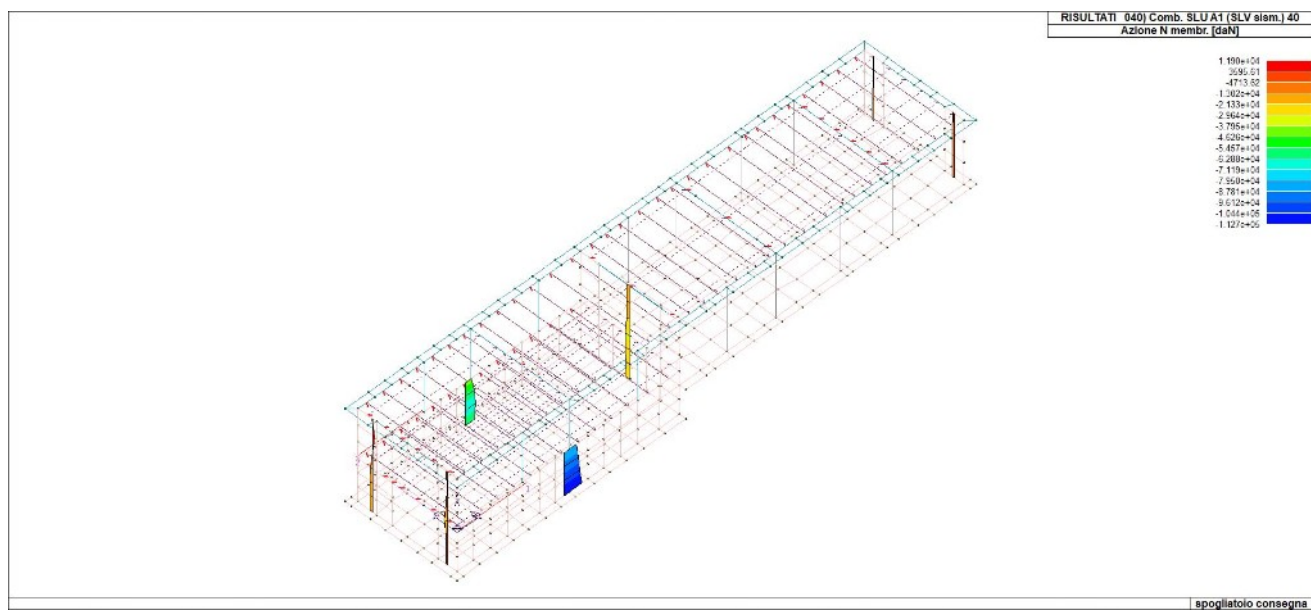 RISULTATI 040) Comb. SLU A1 (SLV sism.) 40
Azione N membr. [daN]
1.190e+04
3595.61
-4713.62
-1.302e+04
-2.133e+04
-2.964e+04
-3.795e+04
-4.626e+04
-5.457e+04
-6.288e+04
-7.119e+04
-7.950e+04
-8.781e+04
-9.612e+04
-1.044e+05
-1.127e+05
spogliatoio consegna